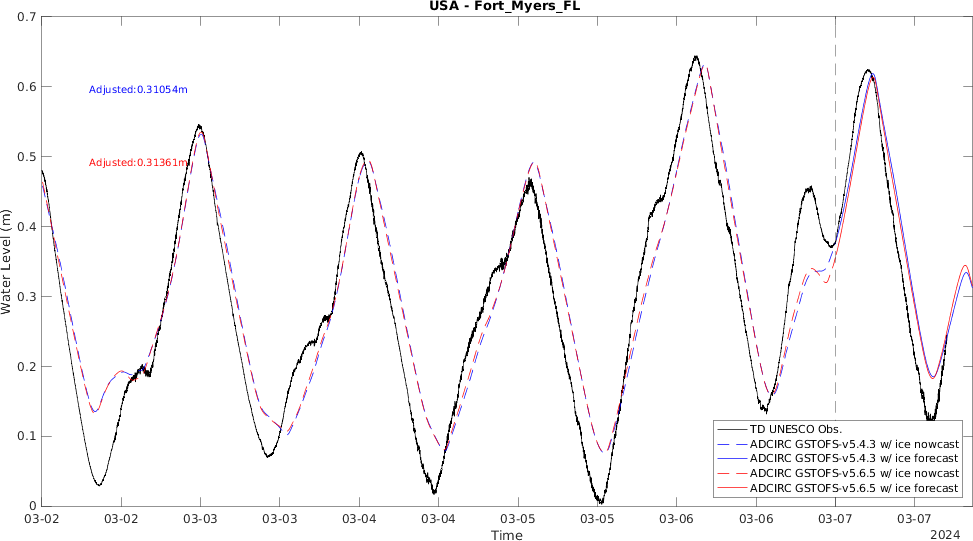 USA - Fort_Myers_FL
0.7
0.6
0.5
0.4
0.3
0.2
0.1
0
Water Level (m)
Adjusted:0.31054m
Adjusted:0.31361m
TD UNESCO Obs.
ADCIRC GSTOFS-v5.4.3 w/ ice nowcast
ADCIRC GSTOFS-v5.4.3 w/ ice forecast
ADCIRC GSTOFS-v5.6.5 w/ ice nowcast
ADCIRC GSTOFS-v5.6.5 w/ ice forecast
03-02 03-02 03-03 03-03 03-04 03-04 03-05 03-05 03-06 03-06 03-07 03-07
Time
2024